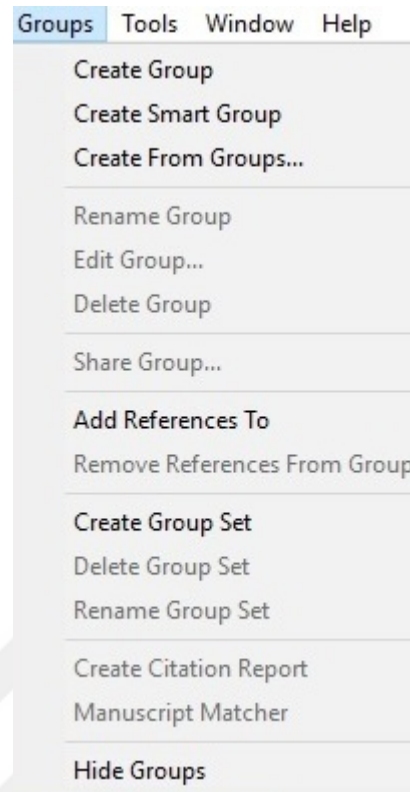 Groups Tools Window Help
Create Group
Create Smart Group
Create From Groups...
Rename Group
Edit Group...
Delete Group
Share Group...
Add References To
Remove References From Group
Create Group Set
Delete Group Set
Rename Group Set
Create Citation Report
Manuscript Matcher
Hide Groups